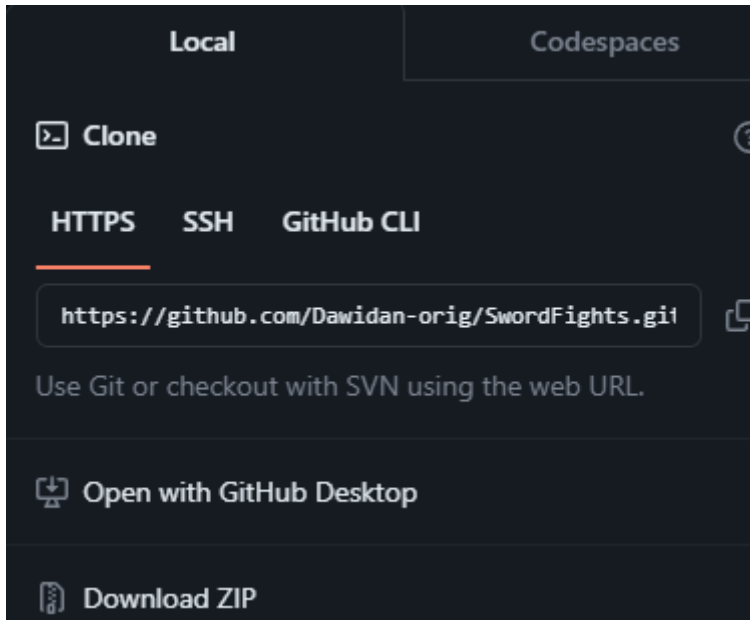 Local Codespaces
Clone
HTTPS SSH GitHub CLI
https://github.com/Dawidan-orig/SwordFights.git
Use Git or checkout with SVN using the web URL.
Open with GitHub Desktop
Download ZIP